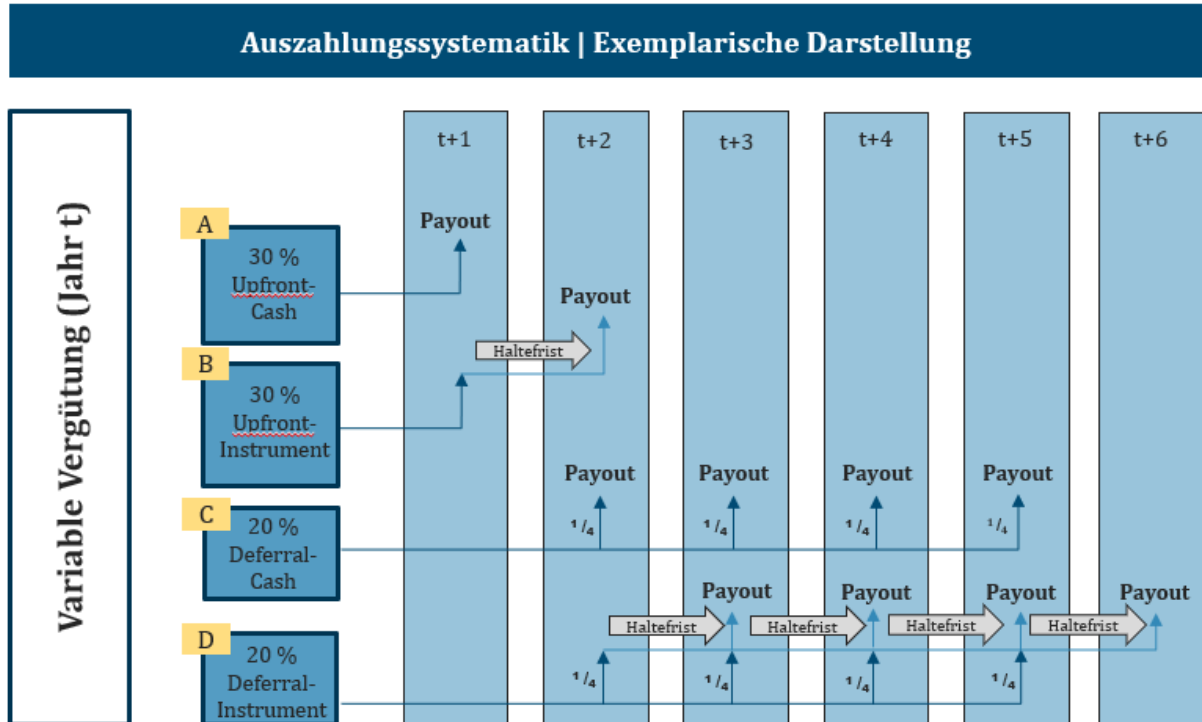 Auszahlungssystematik | Exemplarische Darstellung
Variable Vergütung (Jahr t)
t+1
t+2
t+3
t+4
t+5
t+6
A
30 %
Upfront-
Cash
Payout
B
30 %
Upfront-
Instrument
Haltefrist
Payout
C
20 %
Deferral-
Cash
1/4
Payout
1/4
Payout
1/4
Payout
1/4
Payout
D
20 %
Deferral-
Instrument
1/4
1/4
1/4
1/4
Haltefrist
Payout
Haltefrist
Payout
Haltefrist
Payout
Haltefrist
Payout